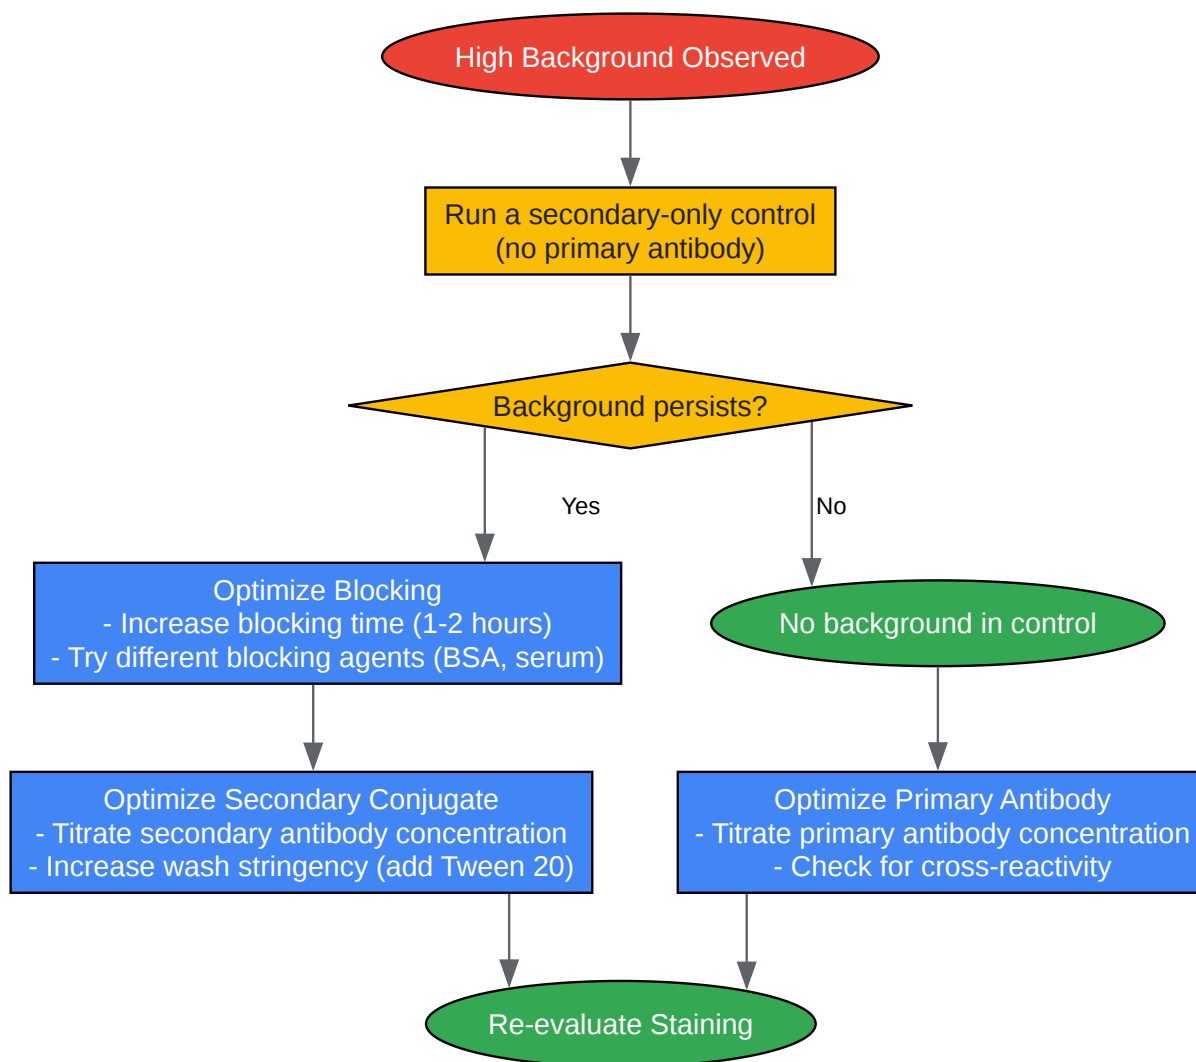 High Background Observed
Run a secondary-only control
(no primary antibody)
Background persists?
Yes
No
Optimize Blocking
- Increase blocking time (1-2 hours)
- Try different blocking agents (BSA, serum)
No background in control
Optimize Secondary Conjugate
- Titrate secondary antibody concentration
- Increase wash stringency (add Tween 20)
Optimize Primary Antibody
- Titrate primary antibody concentration
- Check for cross-reactivity
Re-evaluate Staining